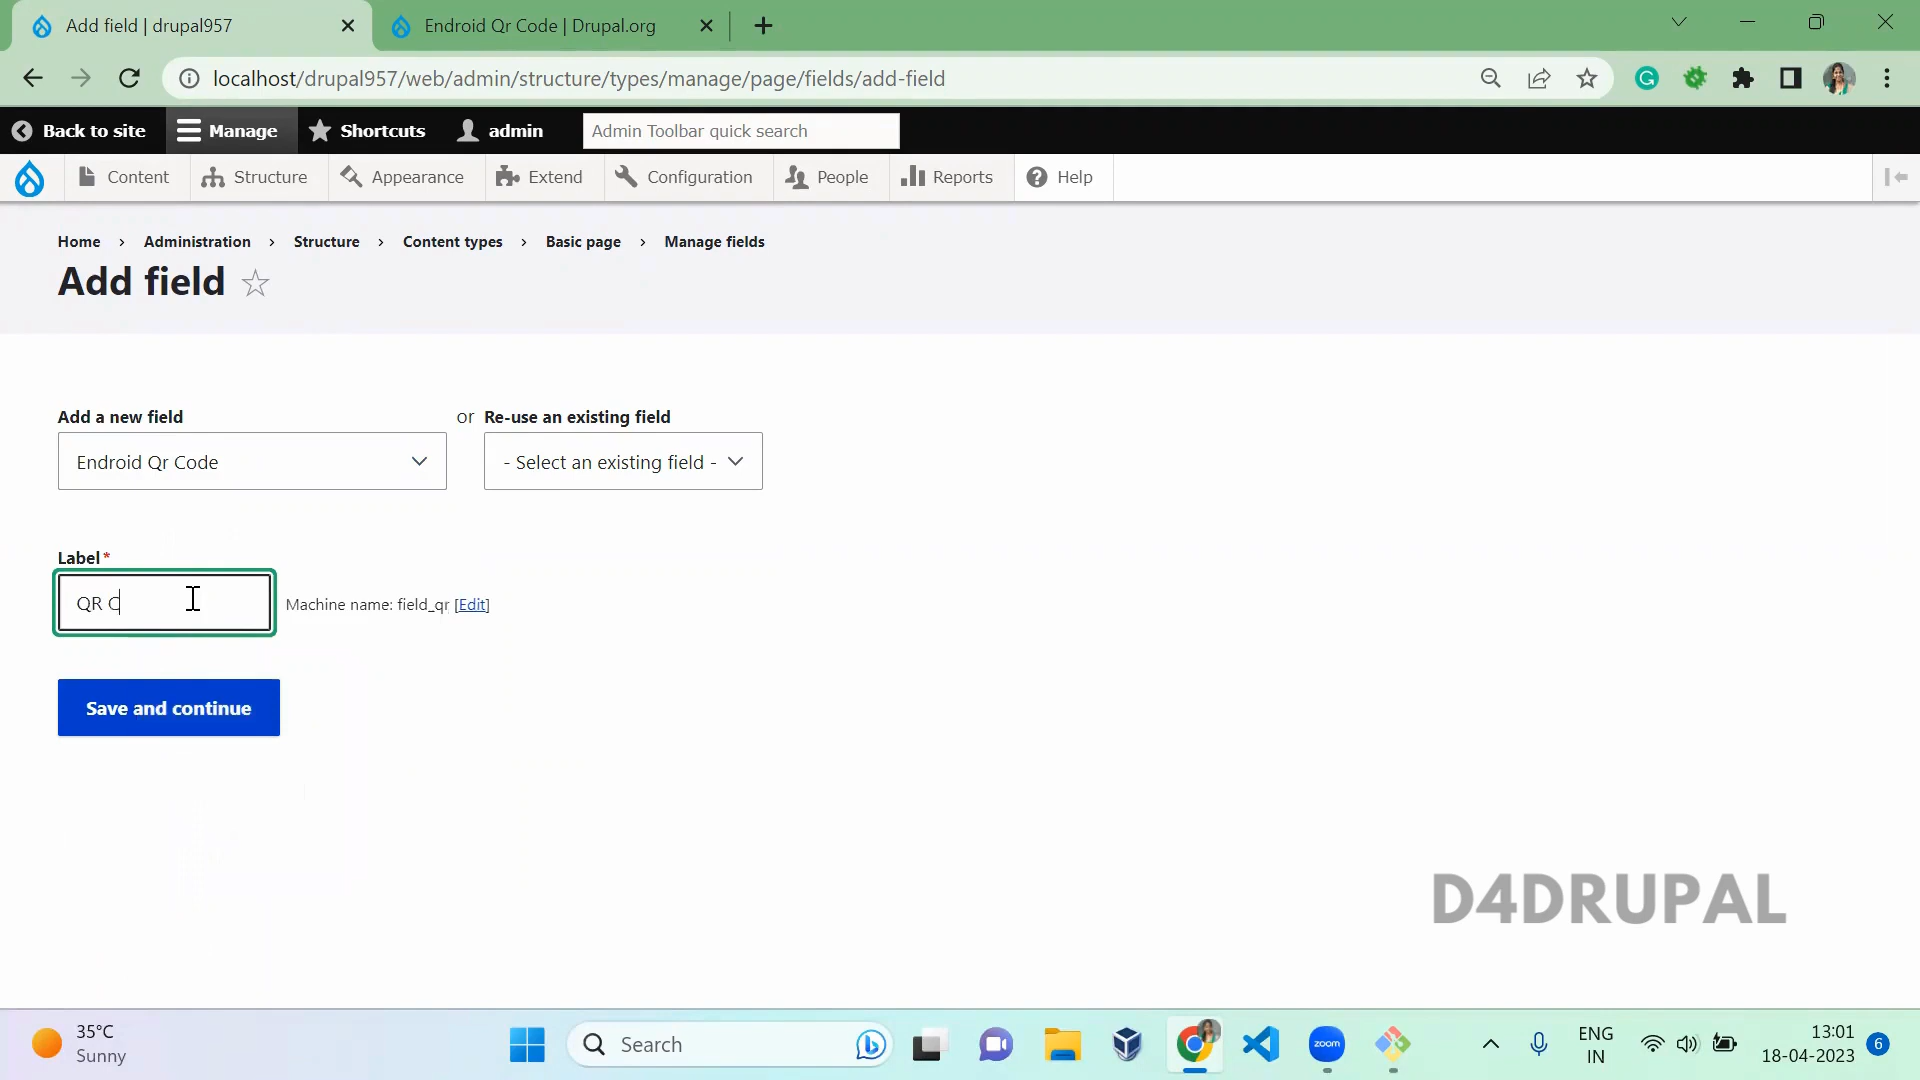 Add field | drupal957
Endroid Qr Code | Drupal.org
localhost/drupal957/web/admin/structure/types/manage/page/fields/add-field
Back to site
Manage
Shortcuts
admin
Admin Toolbar quick search
Content
Structure
Appearance
Extend
Configuration
People
Reports
Help
Home › Administration › Structure › Content types › Basic page › Manage fields
Add field
Add a new field
or
Re-use an existing field
Endroid Qr Code
- Select an existing field -
Label*
QR C
Machine name: field_qr [Edit]
Save and continue
D4DRUPAL
35°C
Sunny
Search
zoom
ENG
IN
13:01
18-04-2023
6